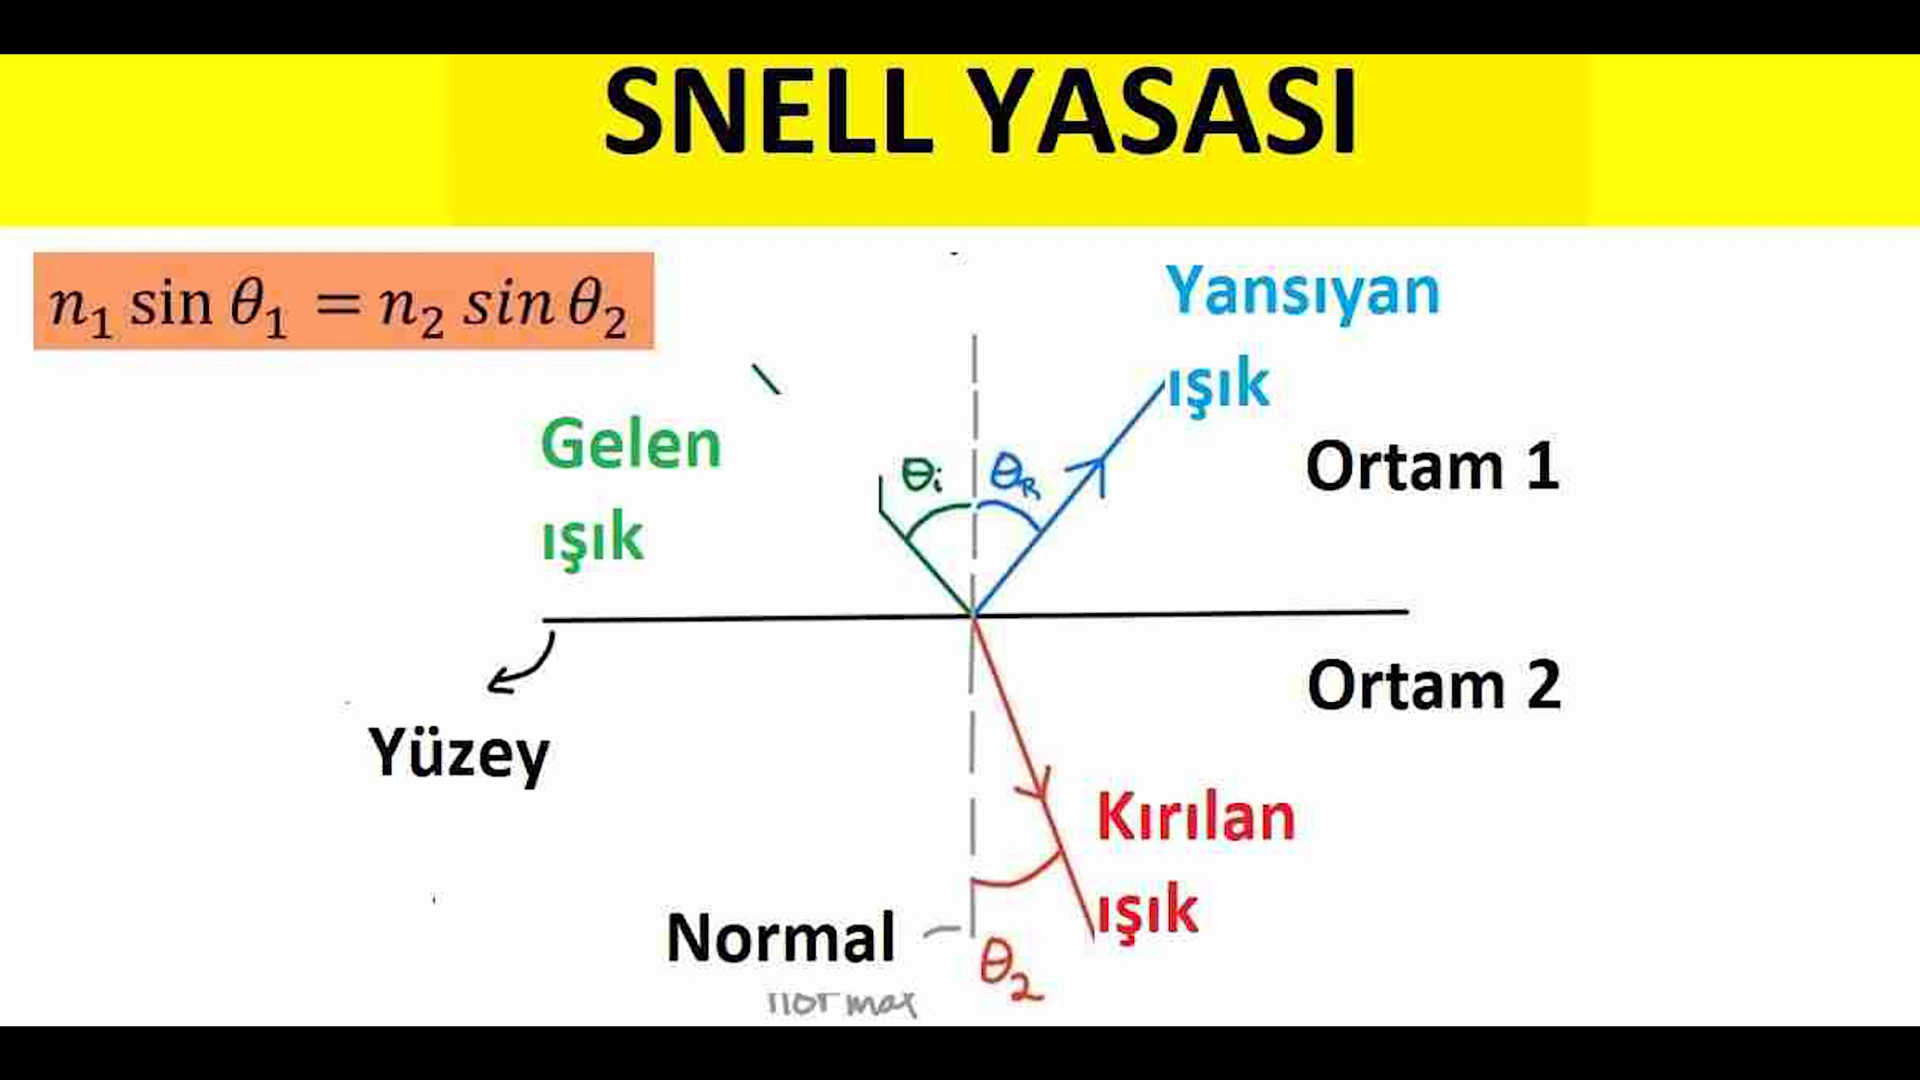 SNELL YASASI
n₁ sin θ₁ = n₂ sin θ₂
Yansıyan
ışık
Gelen
ışık
θi
θR
Ortam 1
Ortam 2
Yüzey
Kırılan
ışık
Normal
θ₂